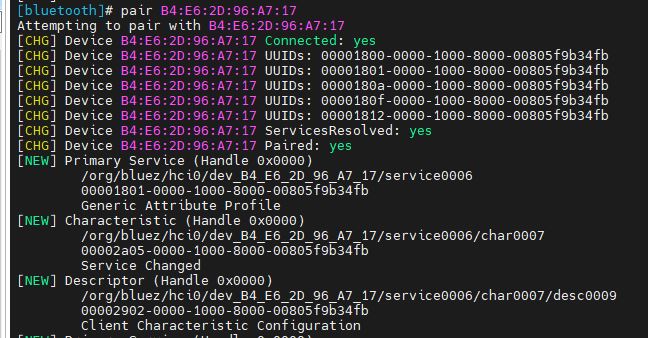 [bluetooth]# pair B4:E6:2D:96:A7:17
Attempting to pair with B4:E6:2D:96:A7:17
[CHG] Device B4:E6:2D:96:A7:17 Connected: yes
[CHG] Device B4:E6:2D:96:A7:17 UUIDs: 00001800-0000-1000-8000-00805f9b34fb
[CHG] Device B4:E6:2D:96:A7:17 UUIDs: 00001801-0000-1000-8000-00805f9b34fb
[CHG] Device B4:E6:2D:96:A7:17 UUIDs: 0000180a-0000-1000-8000-00805f9b34fb
[CHG] Device B4:E6:2D:96:A7:17 UUIDs: 0000180f-0000-1000-8000-00805f9b34fb
[CHG] Device B4:E6:2D:96:A7:17 UUIDs: 00001812-0000-1000-8000-00805f9b34fb
[CHG] Device B4:E6:2D:96:A7:17 ServicesResolved: yes
[CHG] Device B4:E6:2D:96:A7:17 Paired: yes
[NEW] Primary Service (Handle 0x0000)
/org/bluez/hci0/dev_B4_E6_2D_96_A7_17/service0006
00001801-0000-1000-8000-00805f9b34fb
Generic Attribute Profile
[NEW] Characteristic (Handle 0x0000)
/org/bluez/hci0/dev_B4_E6_2D_96_A7_17/service0006/char0007
00002a05-0000-1000-8000-00805f9b34fb
Service Changed
[NEW] Descriptor (Handle 0x0000)
/org/bluez/hci0/dev_B4_E6_2D_96_A7_17/service0006/char0007/desc0009
00002902-0000-1000-8000-00805f9b34fb
Client Characteristic Configuration